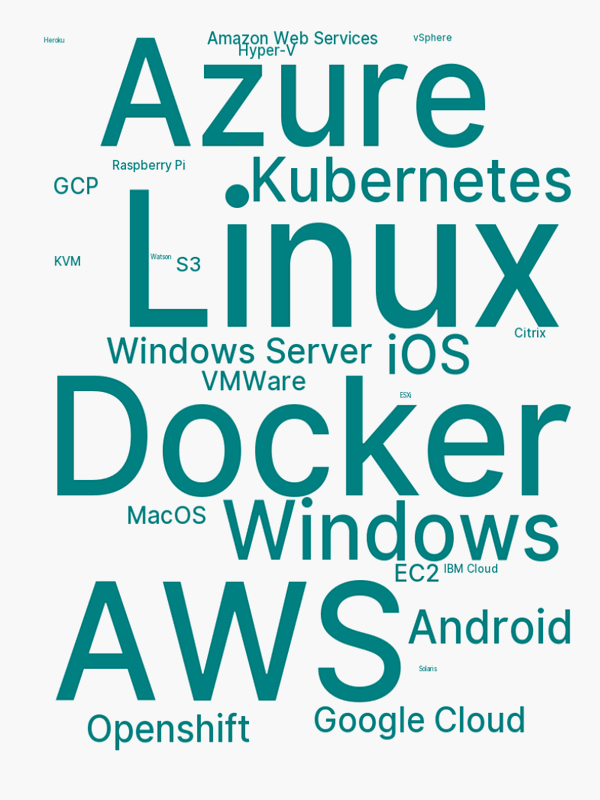 Heroku
Amazon Web Services
vSphere
Hyper-V
Azure
Raspberry Pi
Kubernetes
GCP
Linux
Watson
S3
KVM
Citrix
Windows Server
iOS
VMWare
ESXi
Docker
MacOS
Windows
EC2
IBM Cloud
AWS
Android
Solaris
Openshift
Google Cloud